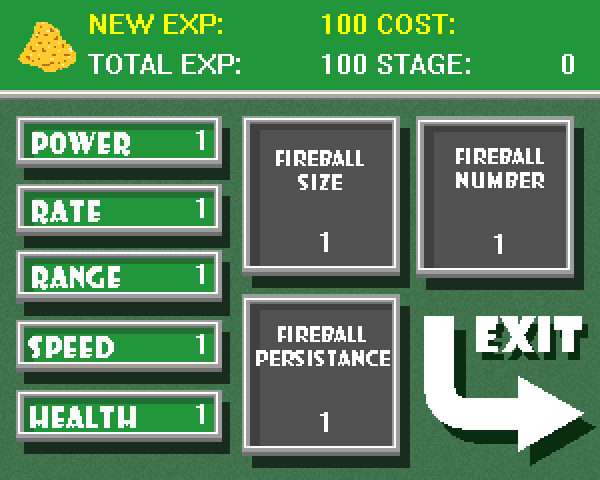 NEW EXP: 100 COST:
TOTAL EXP: 100 STAGE: 0
POWER 1
RATE 1
RANGE 1
SPEED 1
HEALTH 1
FIREBALL
SIZE
1
FIREBALL
NUMBER
1
FIREBALL
PERSISTANCE
1
EXIT